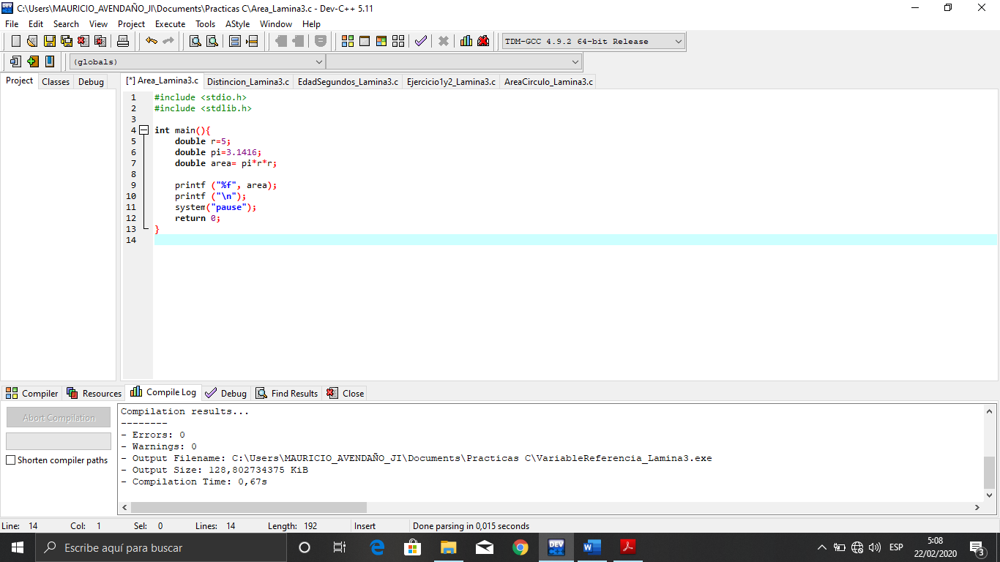 C:\Users\MAURICIO_AVENDAÑO_JI\Documents\Practicas C\Area_Lamina3.c - Dev-C++ 5.11
File Edit Search View Project Execute Tools AStyle Window Help
TDM-GCC 4.9.2 64-bit Release
(globals)
Project Classes Debug
[*] Area_Lamina3.c Distincion_Lamina3.c EdadSegundos_Lamina3.c Ejercicio1y2_Lamina3.c AreaCirculo_Lamina3.c
1 #include <stdio.h>
2 #include <stdlib.h>
3
4 int main(){
5 double r=5;
6 double pi=3.1416;
7 double area= pi*r*r;
8
9 printf ("%f", area);
10 printf ("\n");
11 system("pause");
12 return 0;
13 }
14
Compiler Resources Compile Log Debug Find Results Close
Abort Compilation
Shorten compiler paths
Compilation results...
--------
- Errors: 0
- Warnings: 0
- Output Filename: C:\Users\MAURICIO_AVENDAÑO_JI\Documents\Practicas C\VariableReferencia_Lamina3.exe
- Output Size: 128,802734375 KiB
- Compilation Time: 0,67s
Line: 14 Col: 1 Sel: 0 Lines: 14 Length: 192 Insert Done parsing in 0,015 seconds
Escribe aquí para buscar
DEV
ESP
5:08
22/02/2020
3